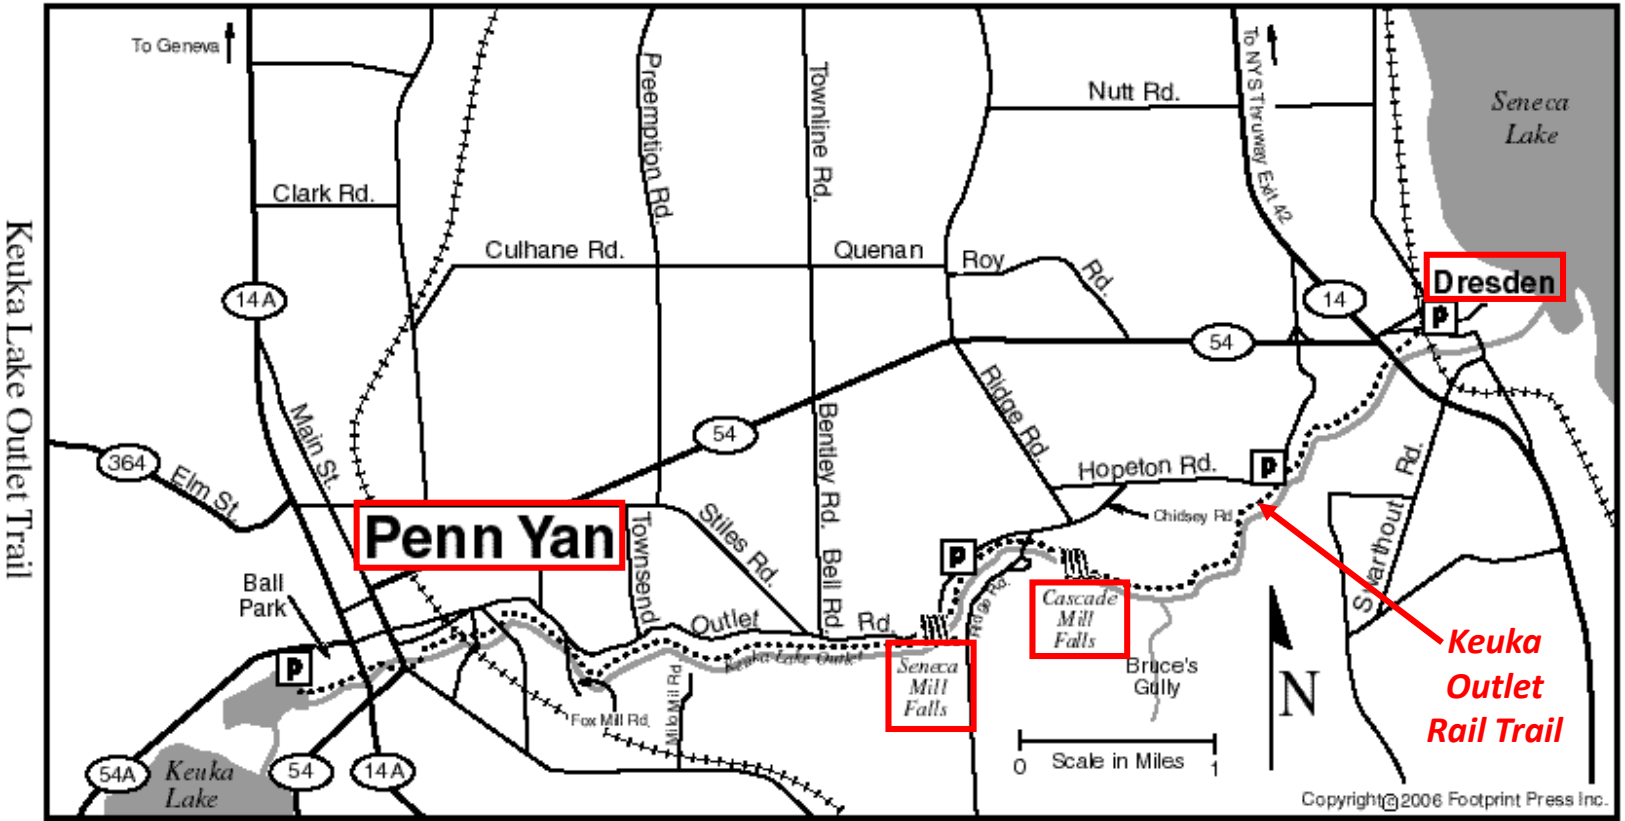 Keuka Lake Outlet Trail
To Geneva
Preemption Rd.
Townline Rd.
Nutt Rd.
To NYS Thruway Exit 42
Seneca
Lake
Clark Rd.
Culhane Rd.
Quenan
Roy
Rd.
14A
14
Dresden
P
54
Main St.
Ridge Rd.
Bentley Rd.
54
364
Elm St.
Hopeton Rd.
P
Swarthout Rd.
Chidsey Rd.
Penn Yan
Townsend
Stiles Rd.
Bell Rd.
P
Ball
Park
Outlet
Rd.
Ridge Rd.
Cascade
Mill
Falls
Keuka
Outlet
Rail Trail
P
Keuka Lake Outlet
Seneca
Mill
Falls
Bruce's
Gully
N
Milo Mill Rd.
Fox Mill Rd.
54A
Keuka
Lake
54
14A
0
Scale in Miles
1
Copyright © 2006 Footprint Press Inc.